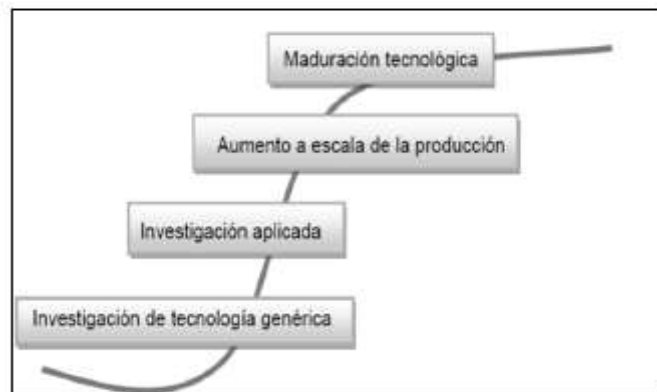 Maduración tecnológica
Aumento a escala de la producción
Investigación aplicada
Investigación de tecnología genérica